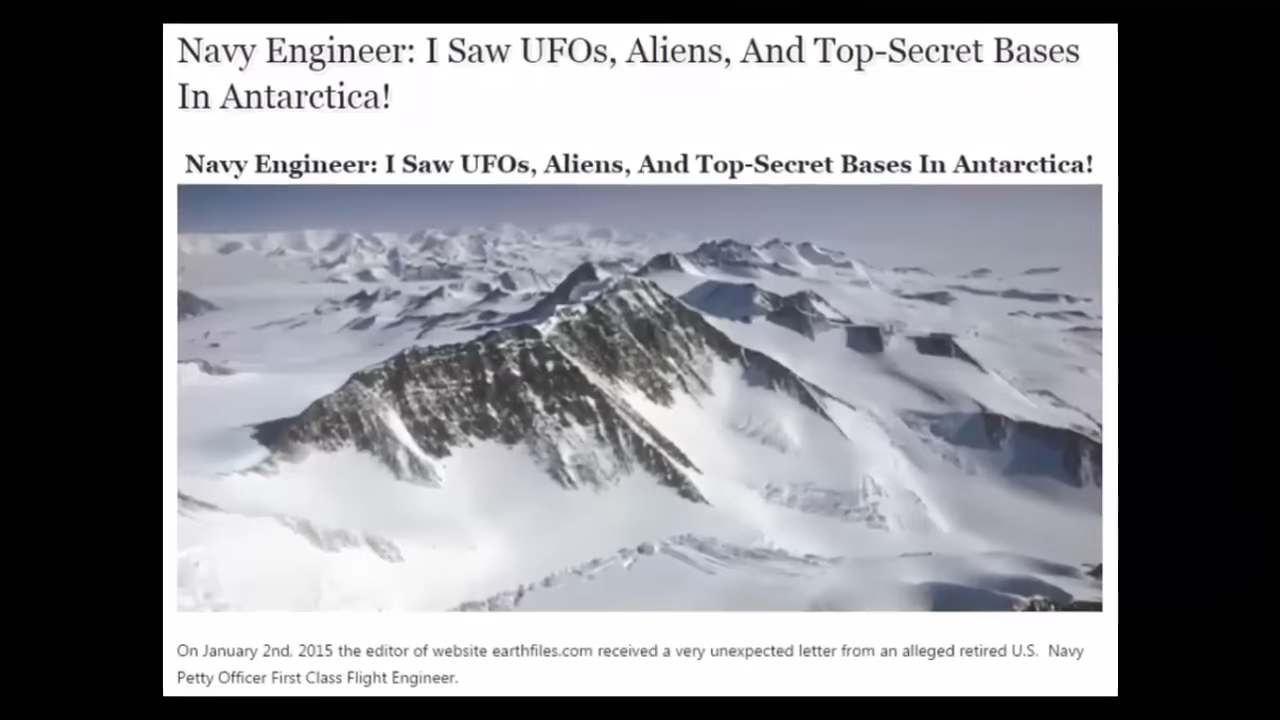 Navy Engineer: I Saw UFOs, Aliens, And Top-Secret Bases
In Antarctica!
Navy Engineer: I Saw UFOs, Aliens, And Top-Secret Bases In Antarctica!
On January 2nd, 2015 the editor of website earthfiles.com received a very unexpected letter from an alleged retired U.S. Navy
Petty Officer First Class Flight Engineer.